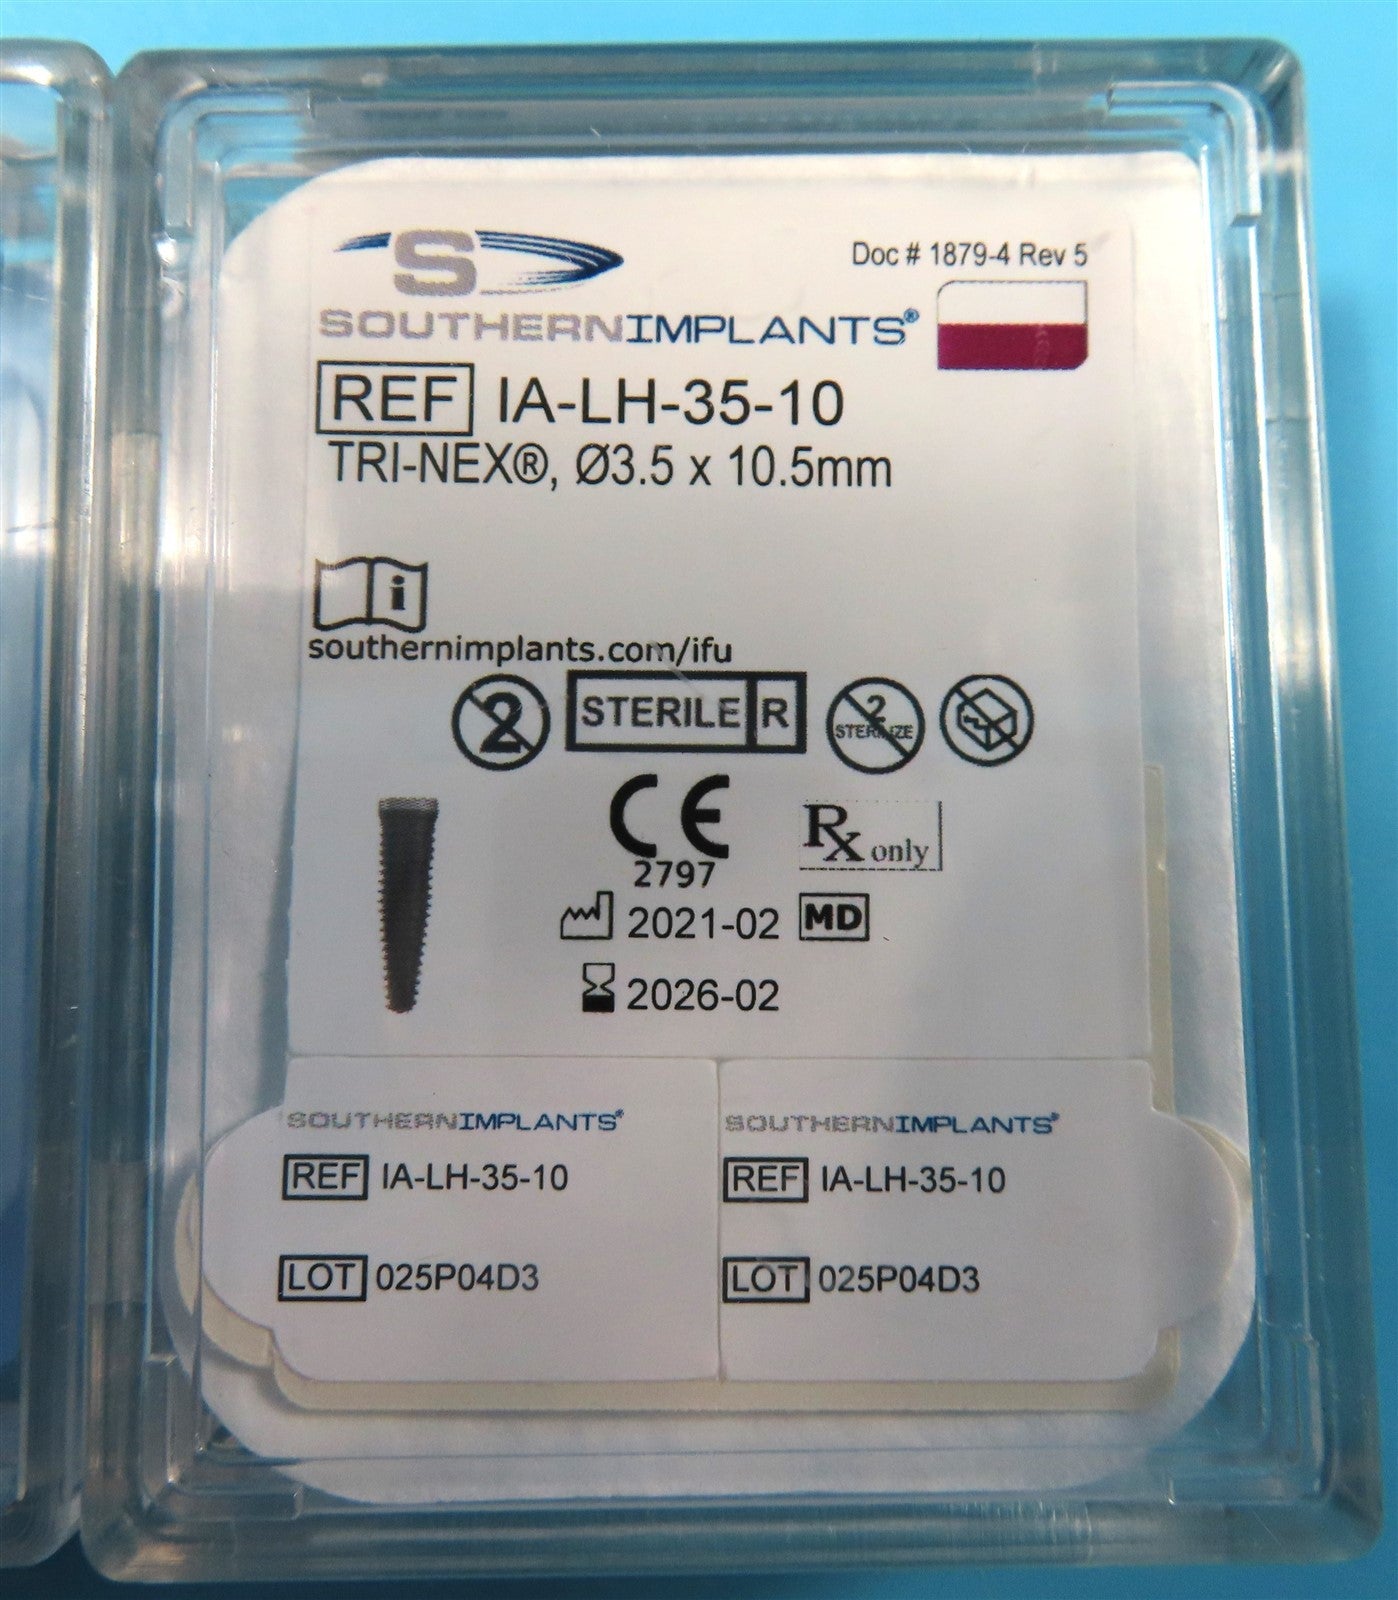 S
Doc # 1879-4 Rev 5
SOUTHERNIMPLANTS®
REF IA-LH-35-10
TRI-NEX®, Ø3.5 x 10.5mm
i
southernimplants.com/ifu
2 STERILE R 2 STERILIZE
CE Rx only
2797
2021-02 MD
2026-02
SOUTHERNIMPLANTS® SOUTHERNIMPLANTS®
REF IA-LH-35-10 REF IA-LH-35-10
LOT 025P04D3 LOT 025P04D3